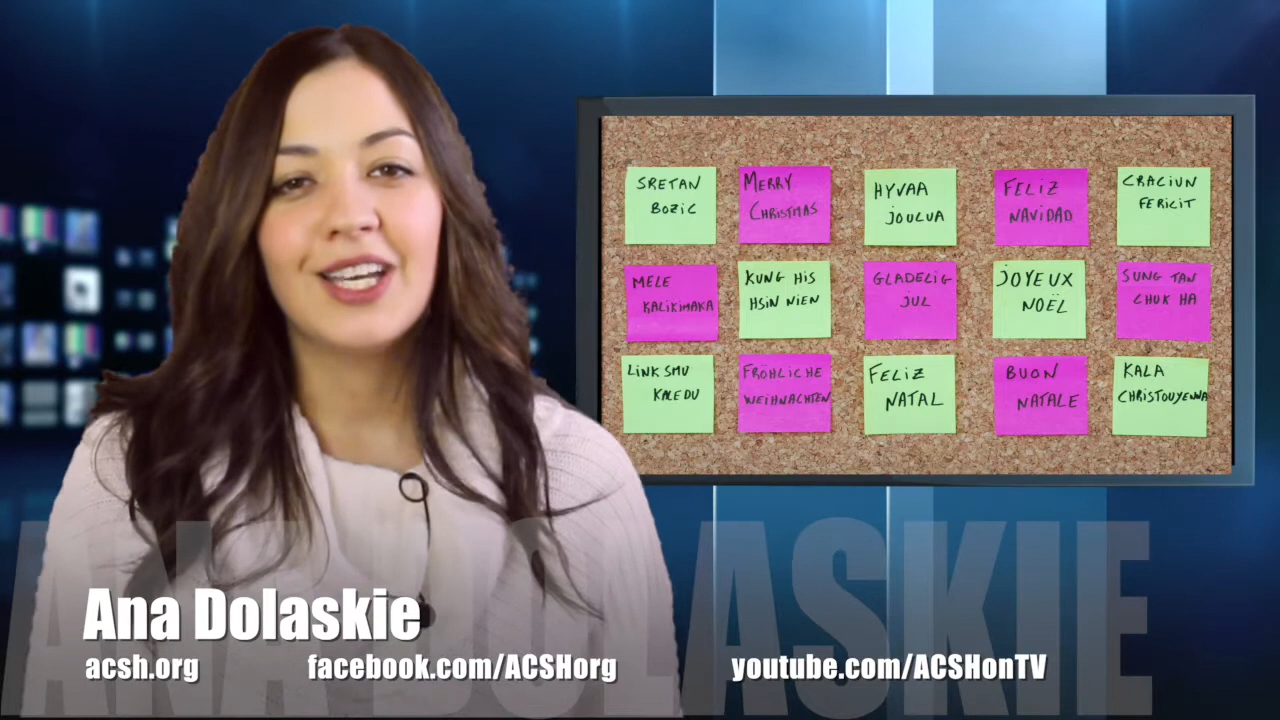 SRETAN
BOZIC
MERRY
CHRISTMAS
HYVAA
JOULUA
FELIZ
NAVIDAD
CRACIUN
FERICIT
MELE
KALIKIMAKA
KUNG HIS
HSIN NIEN
GLADELIG
JUL
JOYEUX
NOËL
SUNG TAN
CHUK HA
LINKSMU
KALEDU
FRÖHLICHE
WEIHNACHTEN
FELIZ
NATAL
BUON
NATALE
KALA
CHRISTOUYENNA
ANA DOLASKIE
Ana Dolaskie
acsh.org facebook.com/ACSHorg youtube.com/ACSHonTV